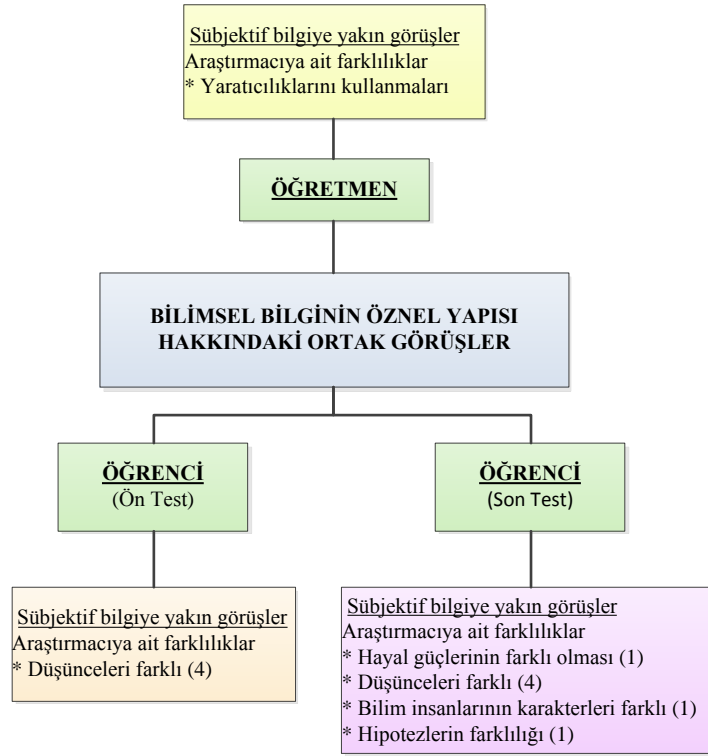 Sübjektif bilgiye yakın görüşler
Araştırmacıya ait farklılıklar
* Yaratıcılıklarını kullanmaları
ÖĞRETMEN
BİLİMSEL BİLGİNİN ÖZNEL YAPISI
HAKKINDAKİ ORTAK GÖRÜŞLER
ÖĞRENCİ
(Ön Test)
ÖĞRENCİ
(Son Test)
Sübjektif bilgiye yakın görüşler
Araştırmacıya ait farklılıklar
* Düşünceleri farklı (4)
Sübjektif bilgiye yakın görüşler
Araştırmacıya ait farklılıklar
* Hayal güçlerinin farklı olması (1)
* Düşünceleri farklı (4)
* Bilim insanlarının karakterleri farklı (1)
* Hipotezlerin farklılığı (1)